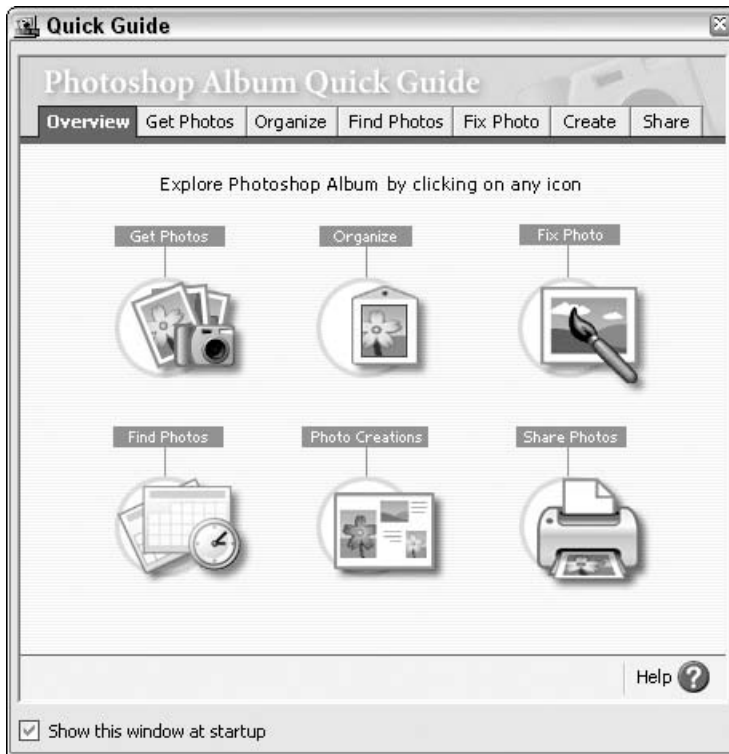 Quick Guide
Photoshop Album Quick Guide
Overview Get Photos Organize Find Photos Fix Photo Create Share
Explore Photoshop Album by clicking on any icon
Get Photos Organize Fix Photo
Find Photos Photo Creations Share Photos
Help ?
Show this window at startup